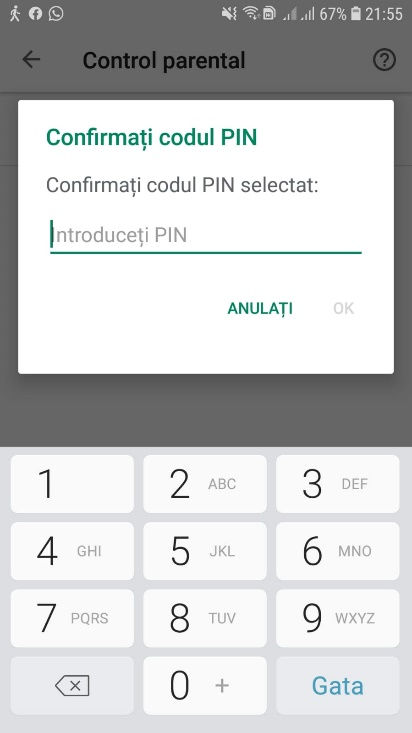 67% 21:55
Control parental
Confirmați codul PIN
Confirmați codul PIN selectat:
Introduceți PIN
ANULAȚI OK
1 2 ABC 3 DEF
4 GHI 5 JKL 6 MNO
7 PQRS 8 TUV 9 WXYZ
0 + Gata